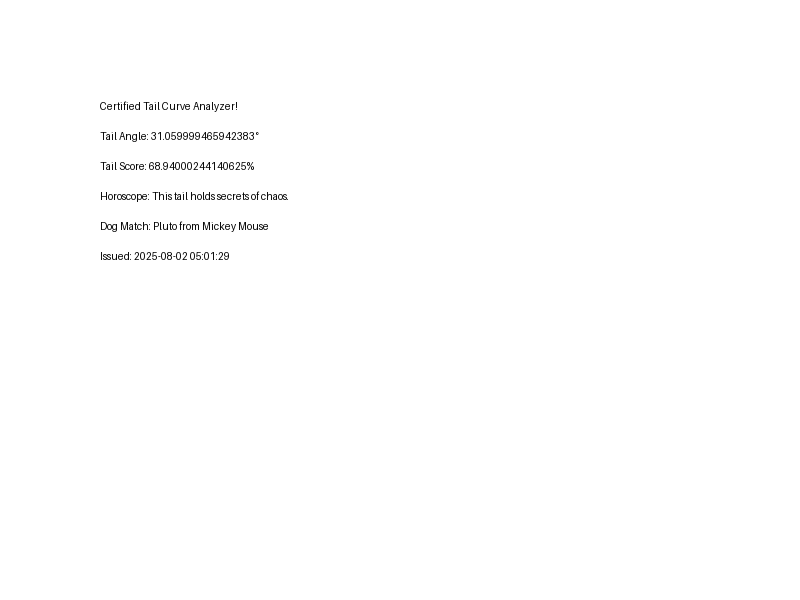 Certified Tail Curve Analyzer!
Tail Angle: 31.059999465942383°
Tail Score: 68.94000244140625%
Horoscope: This tail holds secrets of chaos.
Dog Match: Pluto from Mickey Mouse
Issued: 2025-08-02 05:01:29